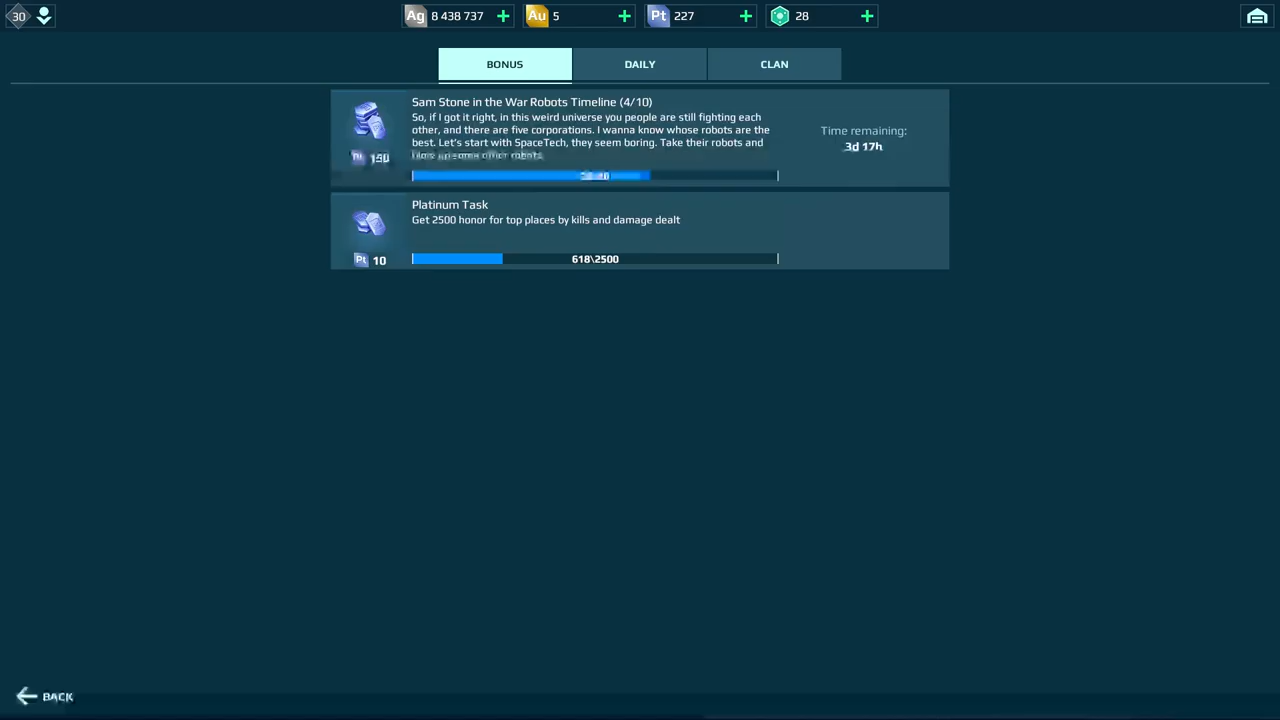 30
Ag 8 438 737 +
Au 5 +
Pt 227 +
28 +
BONUS
DAILY
CLAN
Sam Stone in the War Robots Timeline (4/10)
So, if I got it right, in this weird universe you people are still fighting each
other, and there are five corporations. I wanna know whose robots are the
best. Let's start with SpaceTech, they seem boring. Take their robots and
robots
150
Time remaining:
3d 17h
Platinum Task
Get 2500 honor for top places by kills and damage dealt
Pt 10
618\2500
BACK